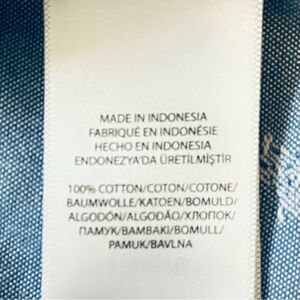 MADE IN INDONESIA
FABRIQUÉ EN INDONÉSIE
HECHO EN INDONESIA
ENDONEZYA'DA ÜRETİLMİŞTİR
100% COTTON/COTON/COTONE/
BAUMWOLLE/KATOEN/BOMULD/
ALGODÓN/ALGODÃO/ХЛОПОК/
ПАМУК/BAMBAKI/BOMULL/
PAMUK/BAVLNA